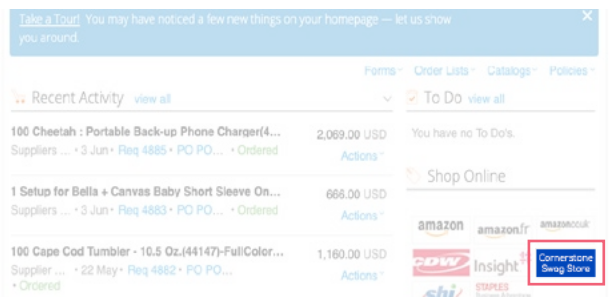 Take a Tour! You may have noticed a few new things on your homepage — let us show
you around.
Forms Order Lists Catalogs Policies
Recent Activity view all
To Do view all
100 Cheetah : Portable Back-up Phone Charger(4... 2,069.00 USD
You have no To Do's.
Suppliers ... • 3 Jun • Req 4885 • PO PO... • Ordered
Actions
Shop Online
1 Setup for Bella + Canvas Baby Short Sleeve On... 666.00 USD
Suppliers ... • 3 Jun • Req 4883 • PO PO... • Ordered
Actions
amazon amazon.fr amazon.co.uk
100 Cape Cod Tumbler - 10.5 Oz.(44147)-FullColor... 1,160.00 USD
CDW Insight Cornerstone
Swag Store
Supplier ... • 22 May • Req 4882 • PO PO...
Actions
• Ordered
shi STAPLES